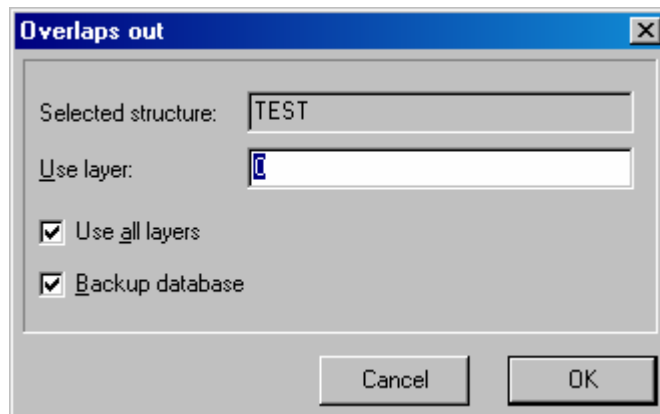 Overlaps out
Selected structure: TEST
Use layer: 0
Use all layers
Backup database
Cancel OK